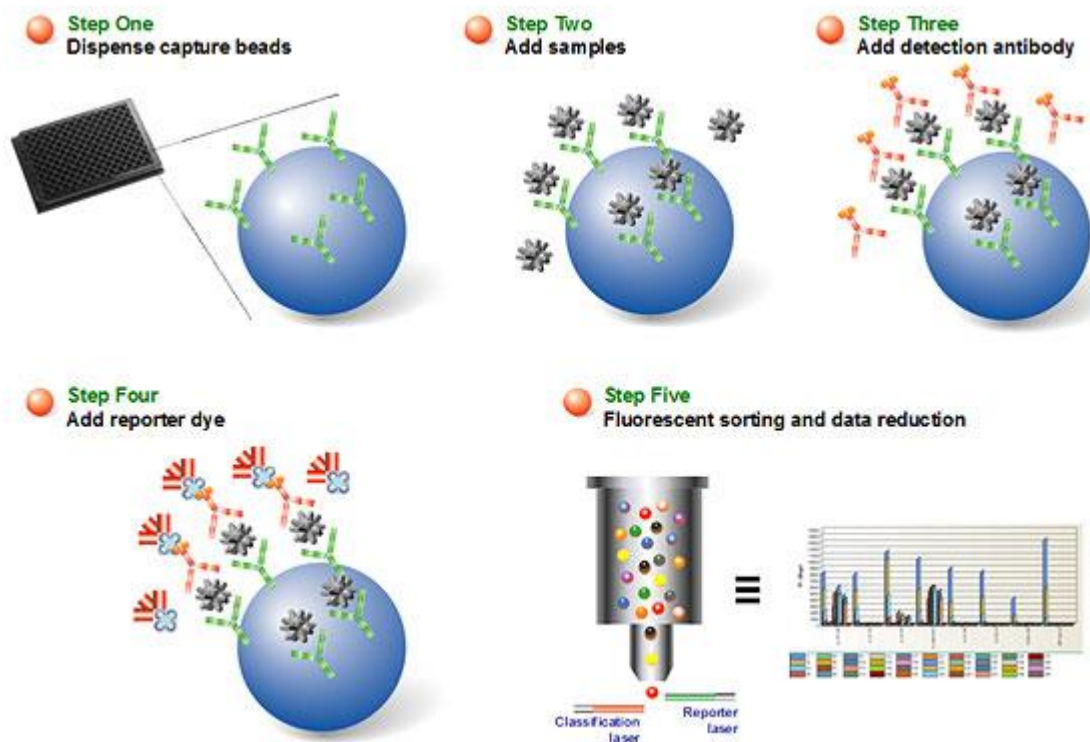 Step One
Dispense capture beads
Step Two
Add samples
Step Three
Add detection antibody
Step Four
Add reporter dye
Step Five
Fluorescent sorting and data reduction
Classification
laser
Reporter
laser